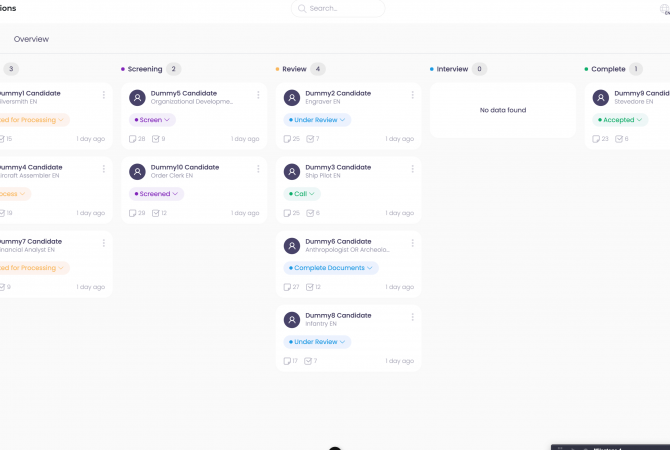 ions
Search...
Overview
3
Screening 2
Review 4
Interview 0
Complete 1
Dummy1 Candidate
ilversmith EN
ed for Processing
15
1 day ago
Dummy4 Candidate
ircraft Assembler EN
ocess
19
1 day ago
Dummy7 Candidate
inancial Analyst EN
ed for Processing
9
1 day ago
Dummy5 Candidate
Organizational Developme...
Screen
28 9
1 day ago
Dummy10 Candidate
Order Clerk EN
Screened
29 12
1 day ago
Dummy2 Candidate
Engraver EN
Under Review
25 7
1 day ago
Dummy3 Candidate
Ship Pilot EN
Call
25 6
1 day ago
Dummy6 Candidate
Anthropologist OR Archeolo...
Complete Documents
27 12
1 day ago
Dummy8 Candidate
Infantry EN
Under Review
17 7
1 day ago
No data found
Dummy9 Candid
Stevedore EN
Accepted
23 6